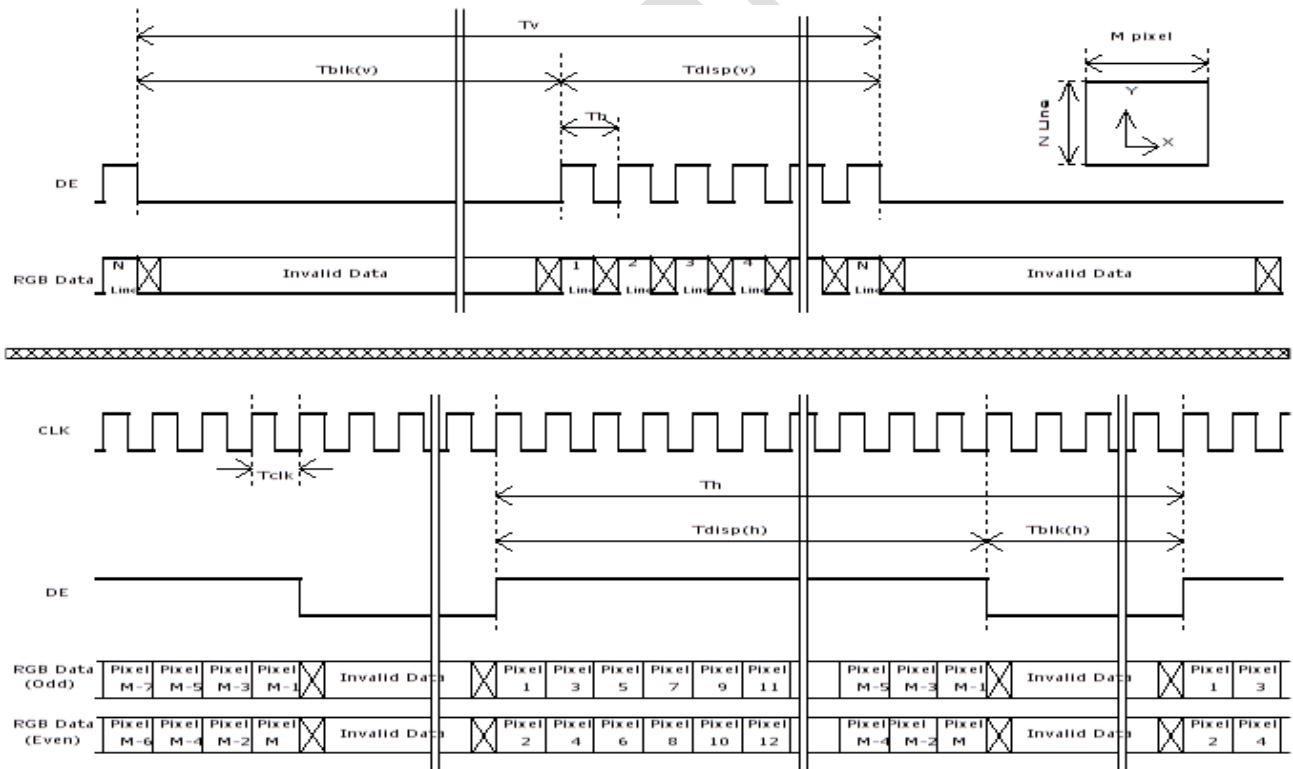 Tv
M pixel
Tblk(v) Tdisp(v)
Y
N Line
Th
X
DE
N 1 2 3 4 N
RGB Data Invalid Data Invalid Data
Line Line Line Line Line Line
CLK
Tclk
Th
Tdisp(h) Tblk(h)
DE
RGB Data Pixel Pixel Pixel Pixel Invalid Data Pixel Pixel Pixel Pixel Pixel Pixel Pixel Pixel Pixel Invalid Data Pixel Pixel
(Odd) M-7 M-5 M-3 M-1 1 3 5 7 9 11 M-5 M-3 M-1 1 3
RGB Data Pixel Pixel Pixel Pixel Invalid Data Pixel Pixel Pixel Pixel Pixel Pixel Pixel Pixel Pixel Invalid Data Pixel Pixel
(Even) M-6 M-4 M-2 M 2 4 6 8 10 12 M-4 M-2 M 2 4